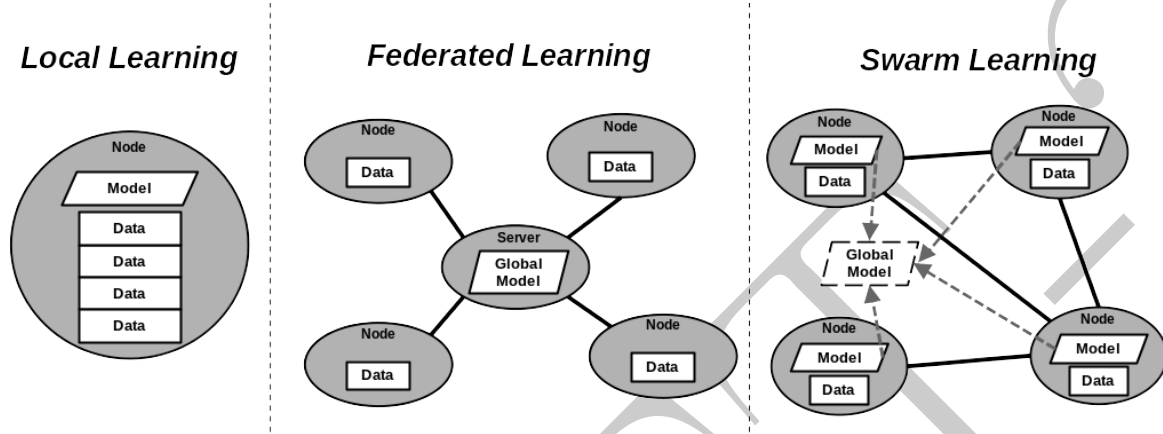 Local Learning
Node
Model
Data
Data
Data
Data
Federated Learning
Node
Data
Node
Data
Server
Global
Model
Node
Data
Node
Data
Swarm Learning
Node
Model
Data
Node
Model
Data
Global
Model
Node
Model
Data
Node
Model
Data